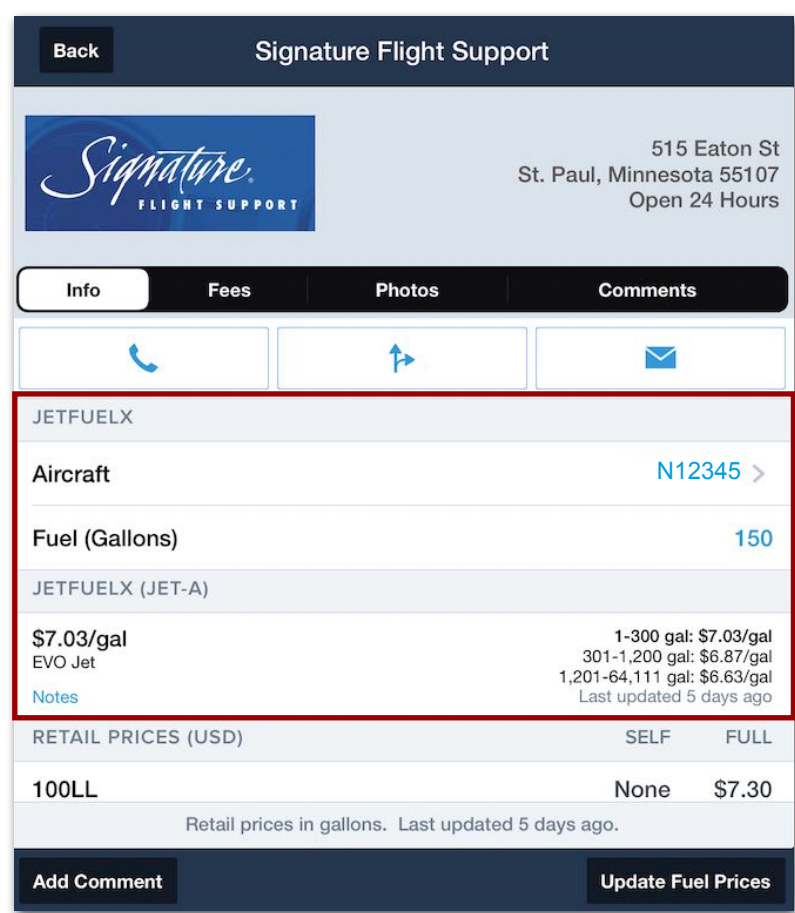 Back
Signature Flight Support
Signature.
FLIGHT SUPPORT
515 Eaton St
St. Paul, Minnesota 55107
Open 24 Hours
Info Fees Photos Comments
JETFUELX
Aircraft N12345
Fuel (Gallons) 150
JETFUELX (JET-A)
$7.03/gal
EVO Jet
Notes
1-300 gal: $7.03/gal
301-1,200 gal: $6.87/gal
1,201-64,111 gal: $6.63/gal
Last updated 5 days ago
RETAIL PRICES (USD) SELF FULL
100LL None $7.30
Retail prices in gallons. Last updated 5 days ago.
Add Comment Update Fuel Prices